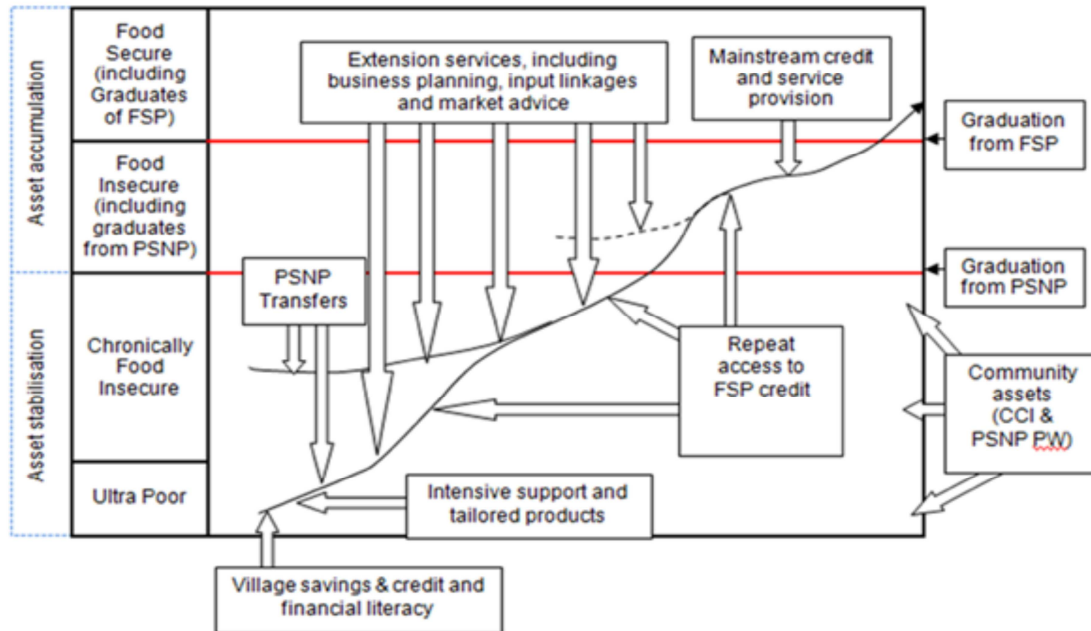 Asset accumulation
Asset stabilisation
Food
Secure
(including
Graduates
of FSP)
Food
Insecure
(including
graduates
from PSNP)
Chronically
Food
Insecure
Ultra Poor
Extension services, including
business planning, input linkages
and market advice
Mainstream credit
and service
provision
Graduation
from FSP
Graduation
from PSNP
PSNP
Transfers
Repeat
access to
FSP credit
Community
assets
(CCI &
PSNP PW)
Intensive support and
tailored products
Village savings & credit and
financial literacy